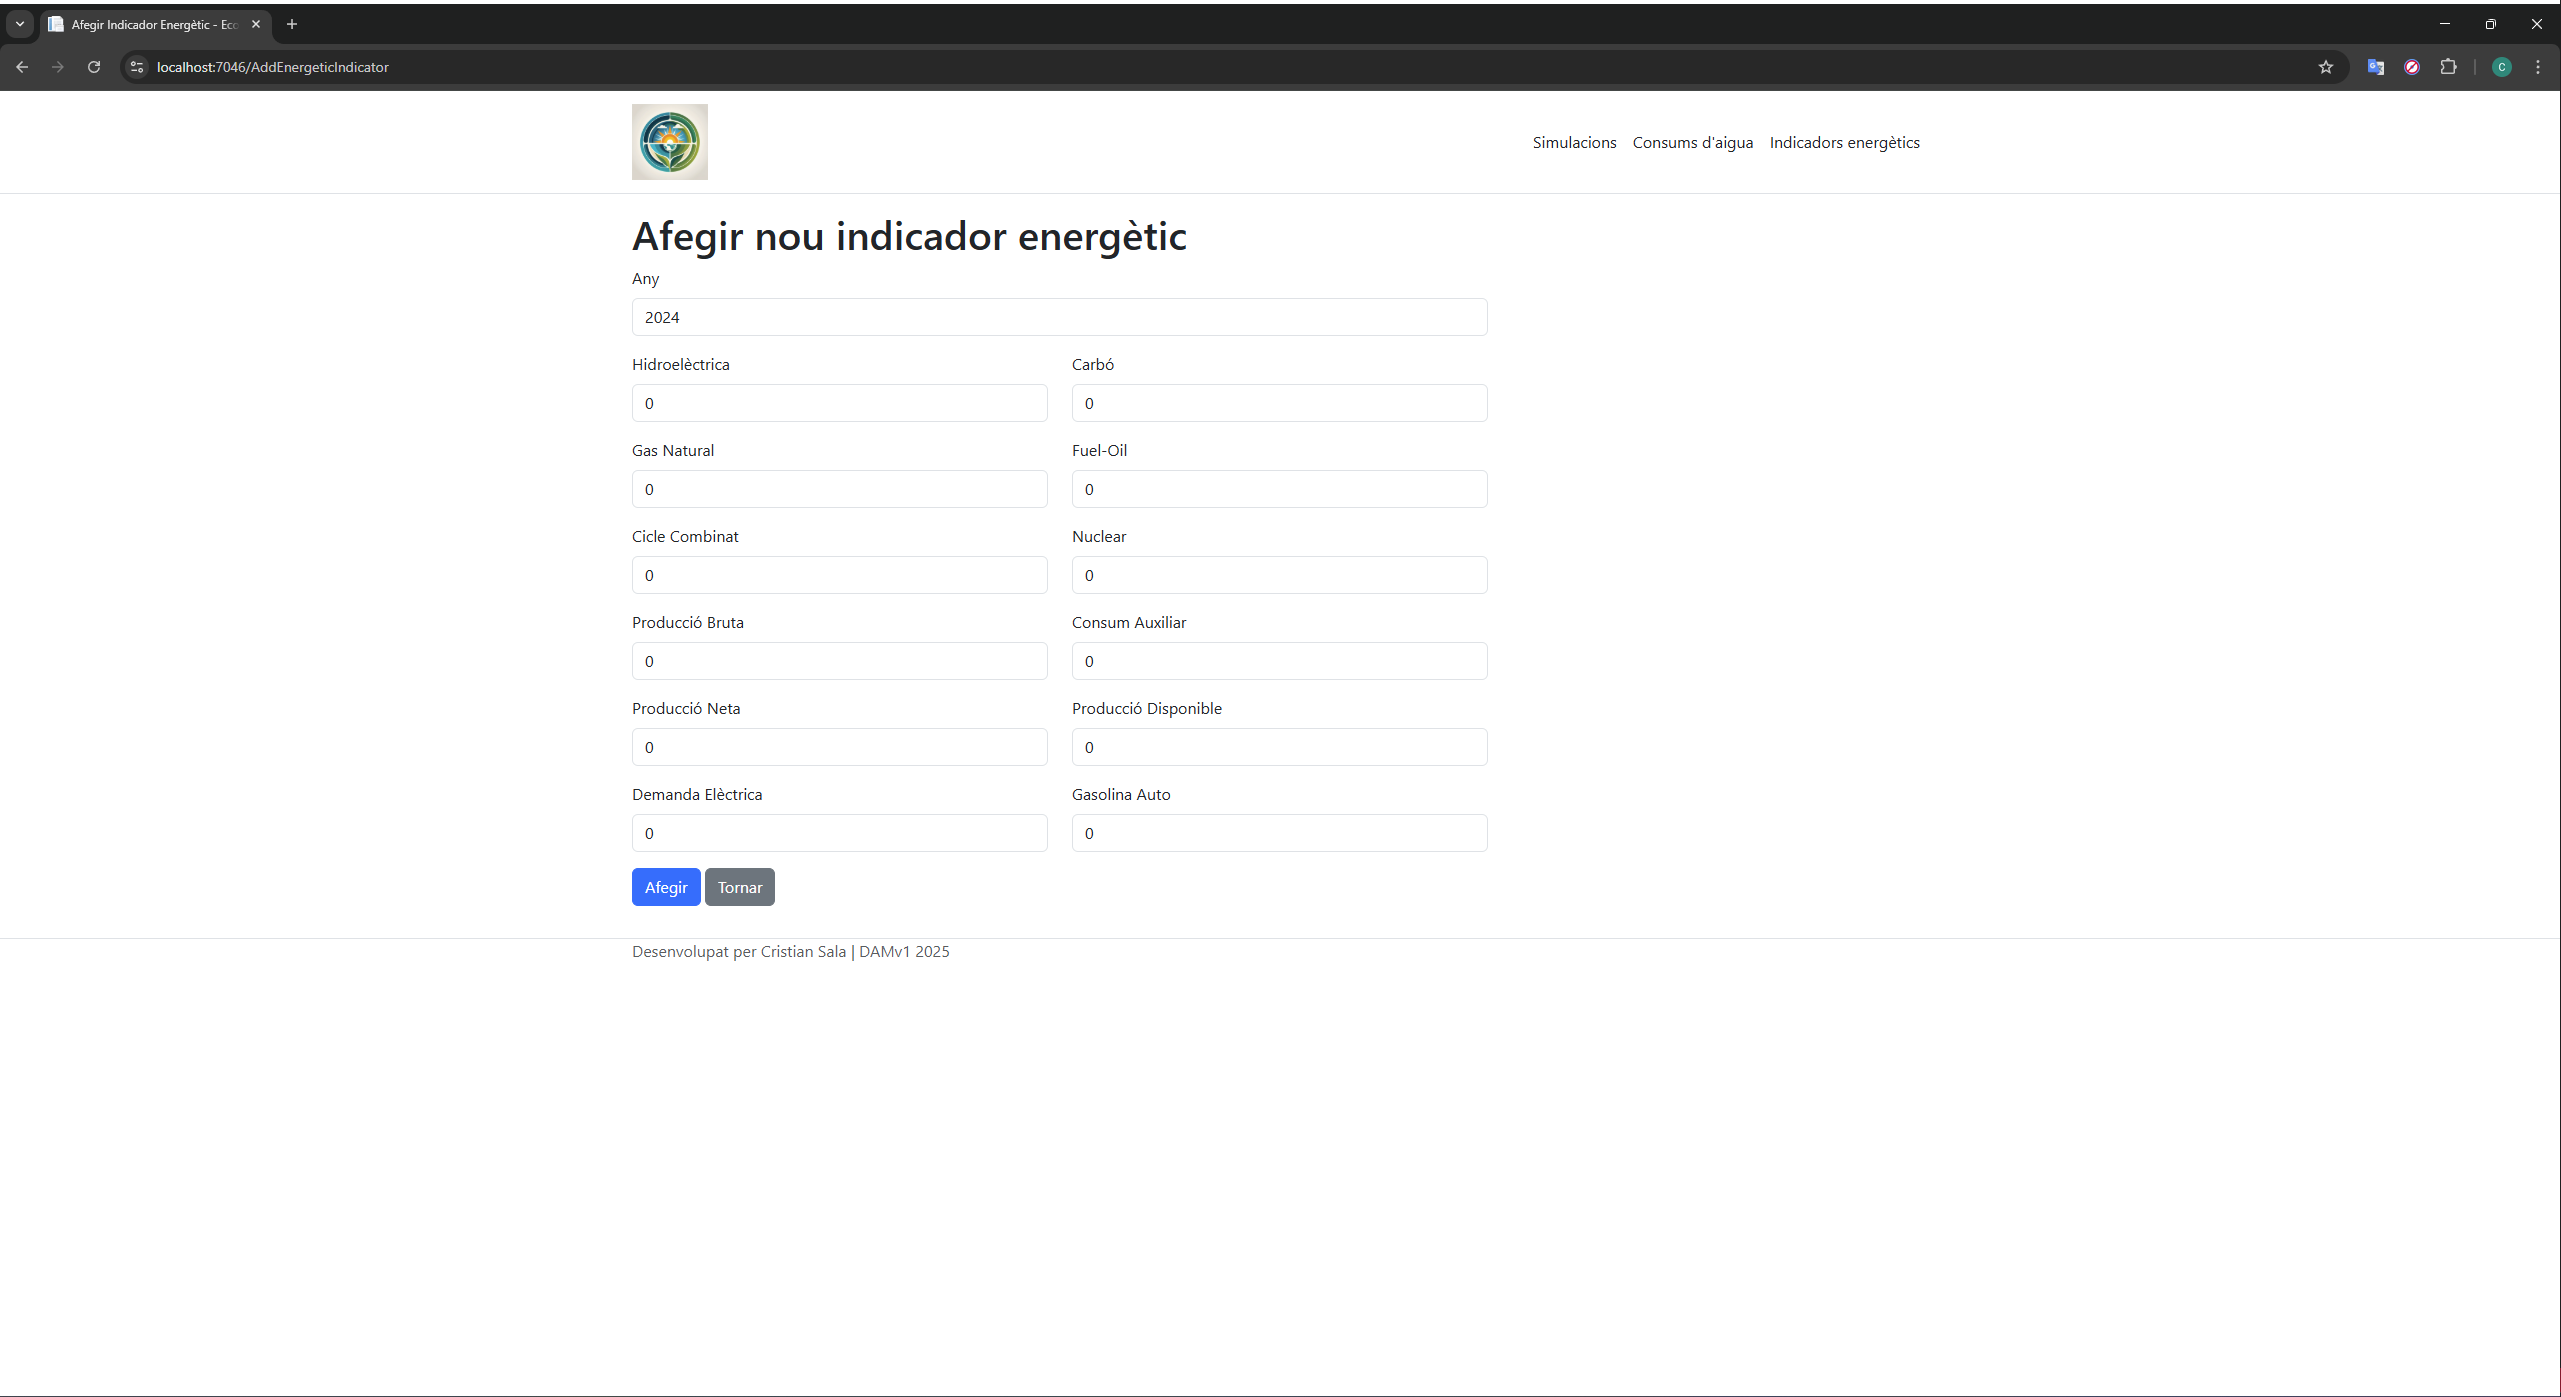 Afegir Indicador Energètic - Eco
localhost:7046/AddEnergeticIndicator
C
Simulacions Consums d'aigua Indicadors energètics
Afegir nou indicador energètic
Any
2024
Hidroelèctrica Carbó
0 0
Gas Natural Fuel-Oil
0 0
Cicle Combinat Nuclear
0 0
Producció Bruta Consum Auxiliar
0 0
Producció Neta Producció Disponible
0 0
Demanda Elèctrica Gasolina Auto
0 0
Afegir Tornar
Desenvolupat per Cristian Sala | DAMv1 2025